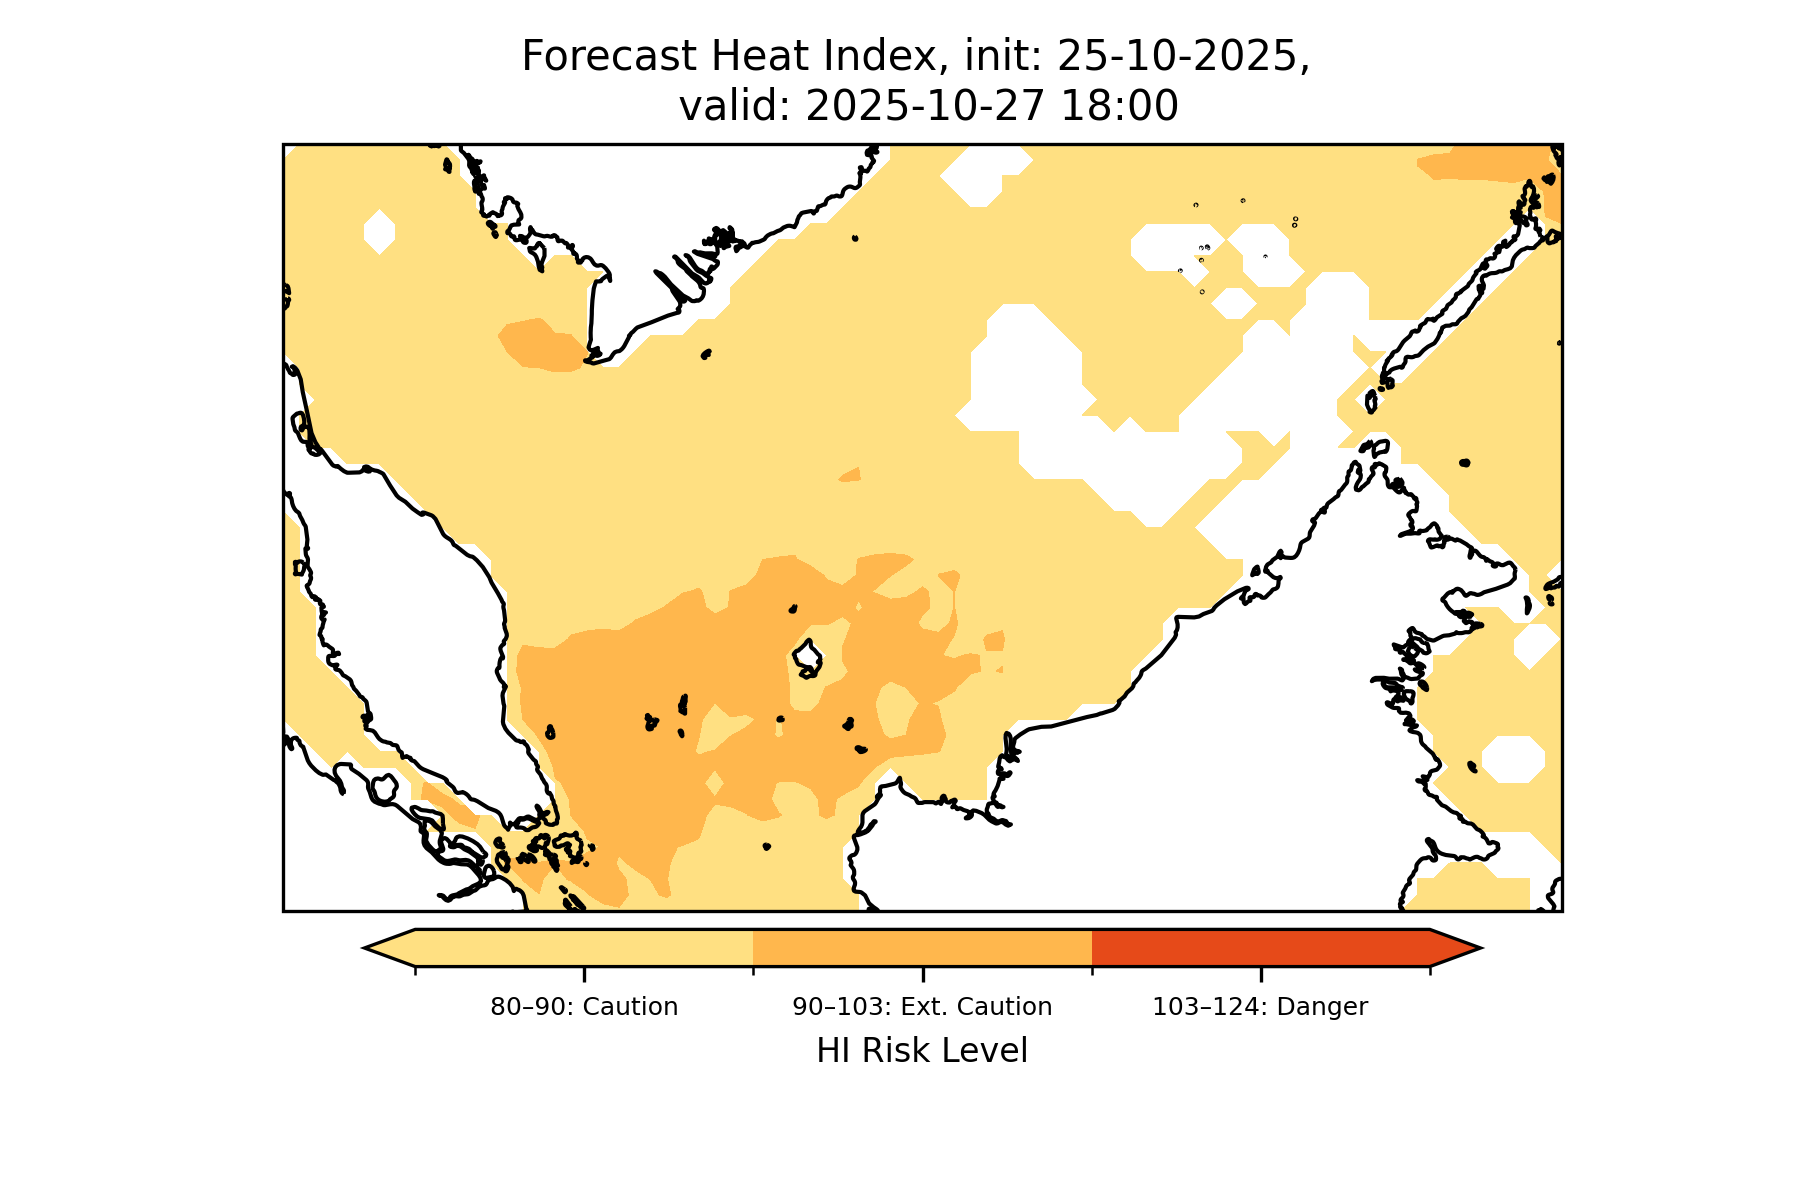 Forecast Heat Index, init: 25-10-2025,
valid: 2025-10-27 18:00
80–90: Caution
90–103: Ext. Caution
103–124: Danger
HI Risk Level